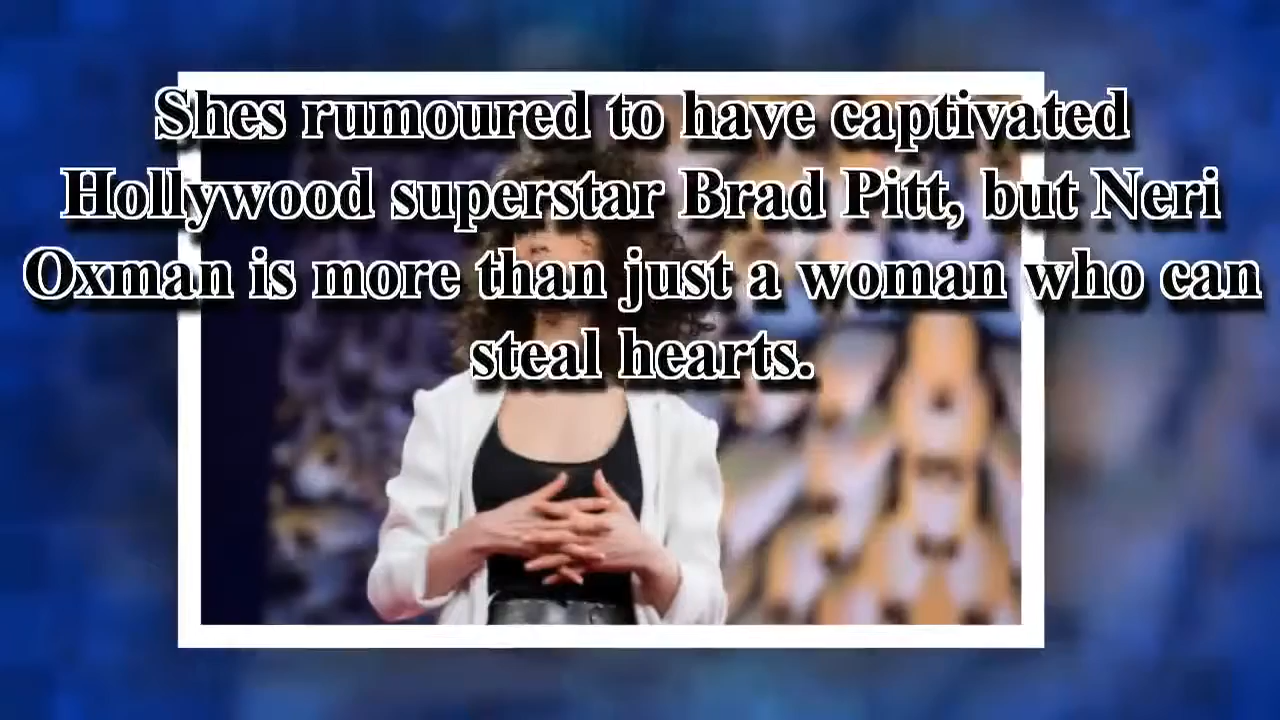 Shes rumoured to have captivated
Hollywood superstar Brad Pitt, but Neri
Oxman is more than just a woman who can
steal hearts.